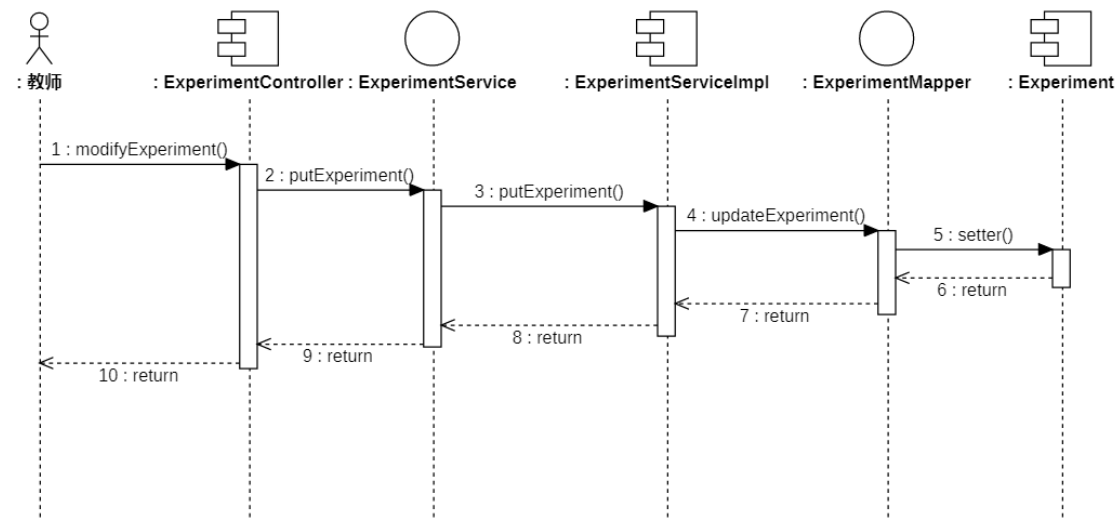 : 教师
: ExperimentController
: ExperimentService
: ExperimentServiceImpl
: ExperimentMapper
: Experiment
1 : modifyExperiment()
2 : putExperiment()
3 : putExperiment()
4 : updateExperiment()
5 : setter()
6 : return
7 : return
8 : return
9 : return
10 : return